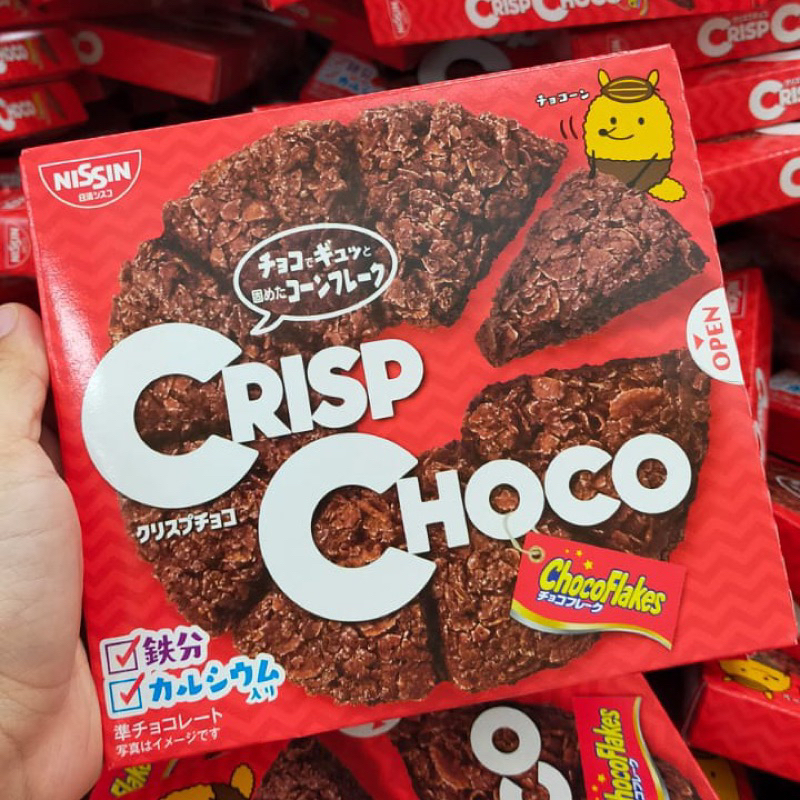 CRISP CHOCO
CRISP C
NISSIN
日清シスコ
チョコーン
チョコでギュッと
固めたコーンフレーク
OPEN
CRISP
CHOCO
クリスプチョコ
ChocoFlakes
チョコフレーク
鉄分
カルシウム
入り
準チョコレート
写真はイメージです